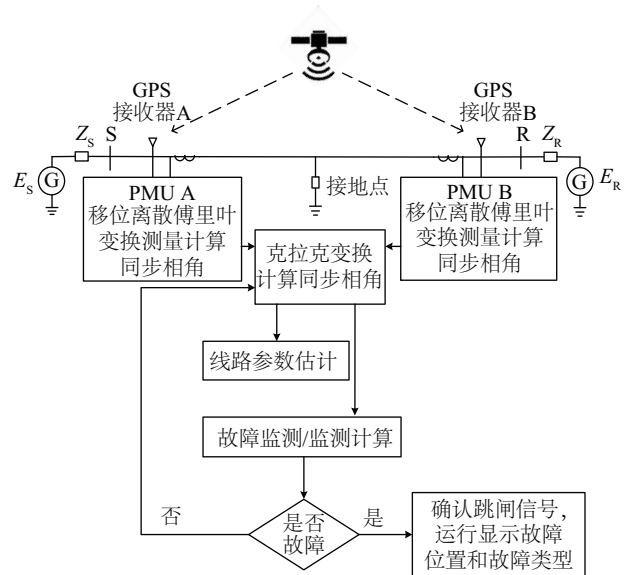 GPS
接收器A
GPS
接收器B
Z_S
S
R
Z_R
E_S
G
G
E_R
PMU A
移位离散傅里叶
变换测量计算
同步相角
接地点
PMU B
移位离散傅里叶
变换测量计算
同步相角
克拉克变换
计算同步相角
线路参数估计
故障监测/监测计算
否
是否
故障
是
确认跳闸信号，
运行显示故障
位置和故障类型